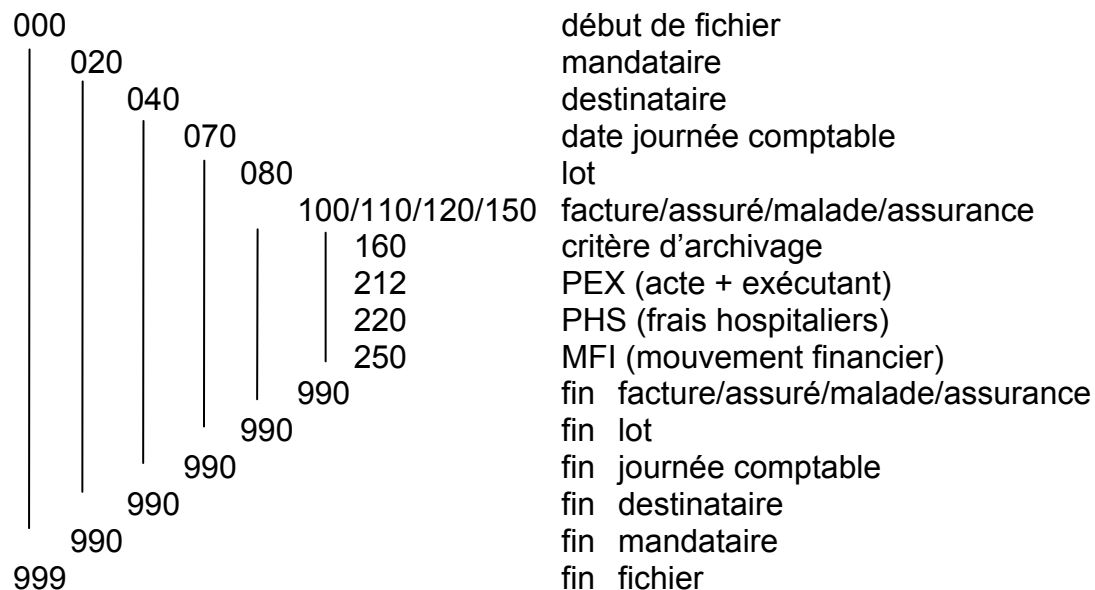 000 début de fichier
020 mandataire
040 destinataire
070 date journée comptable
080 lot
100/110/120/150 facture/assuré/malade/assurance
160 critère d’archivage
212 PEX (acte + exécutant)
220 PHS (frais hospitaliers)
250 MFI (mouvement financier)
990 fin facture/assuré/malade/assurance
990 fin lot
990 fin journée comptable
990 fin destinataire
990 fin mandataire
999 fin fichier